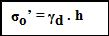 σo’ = γd . h